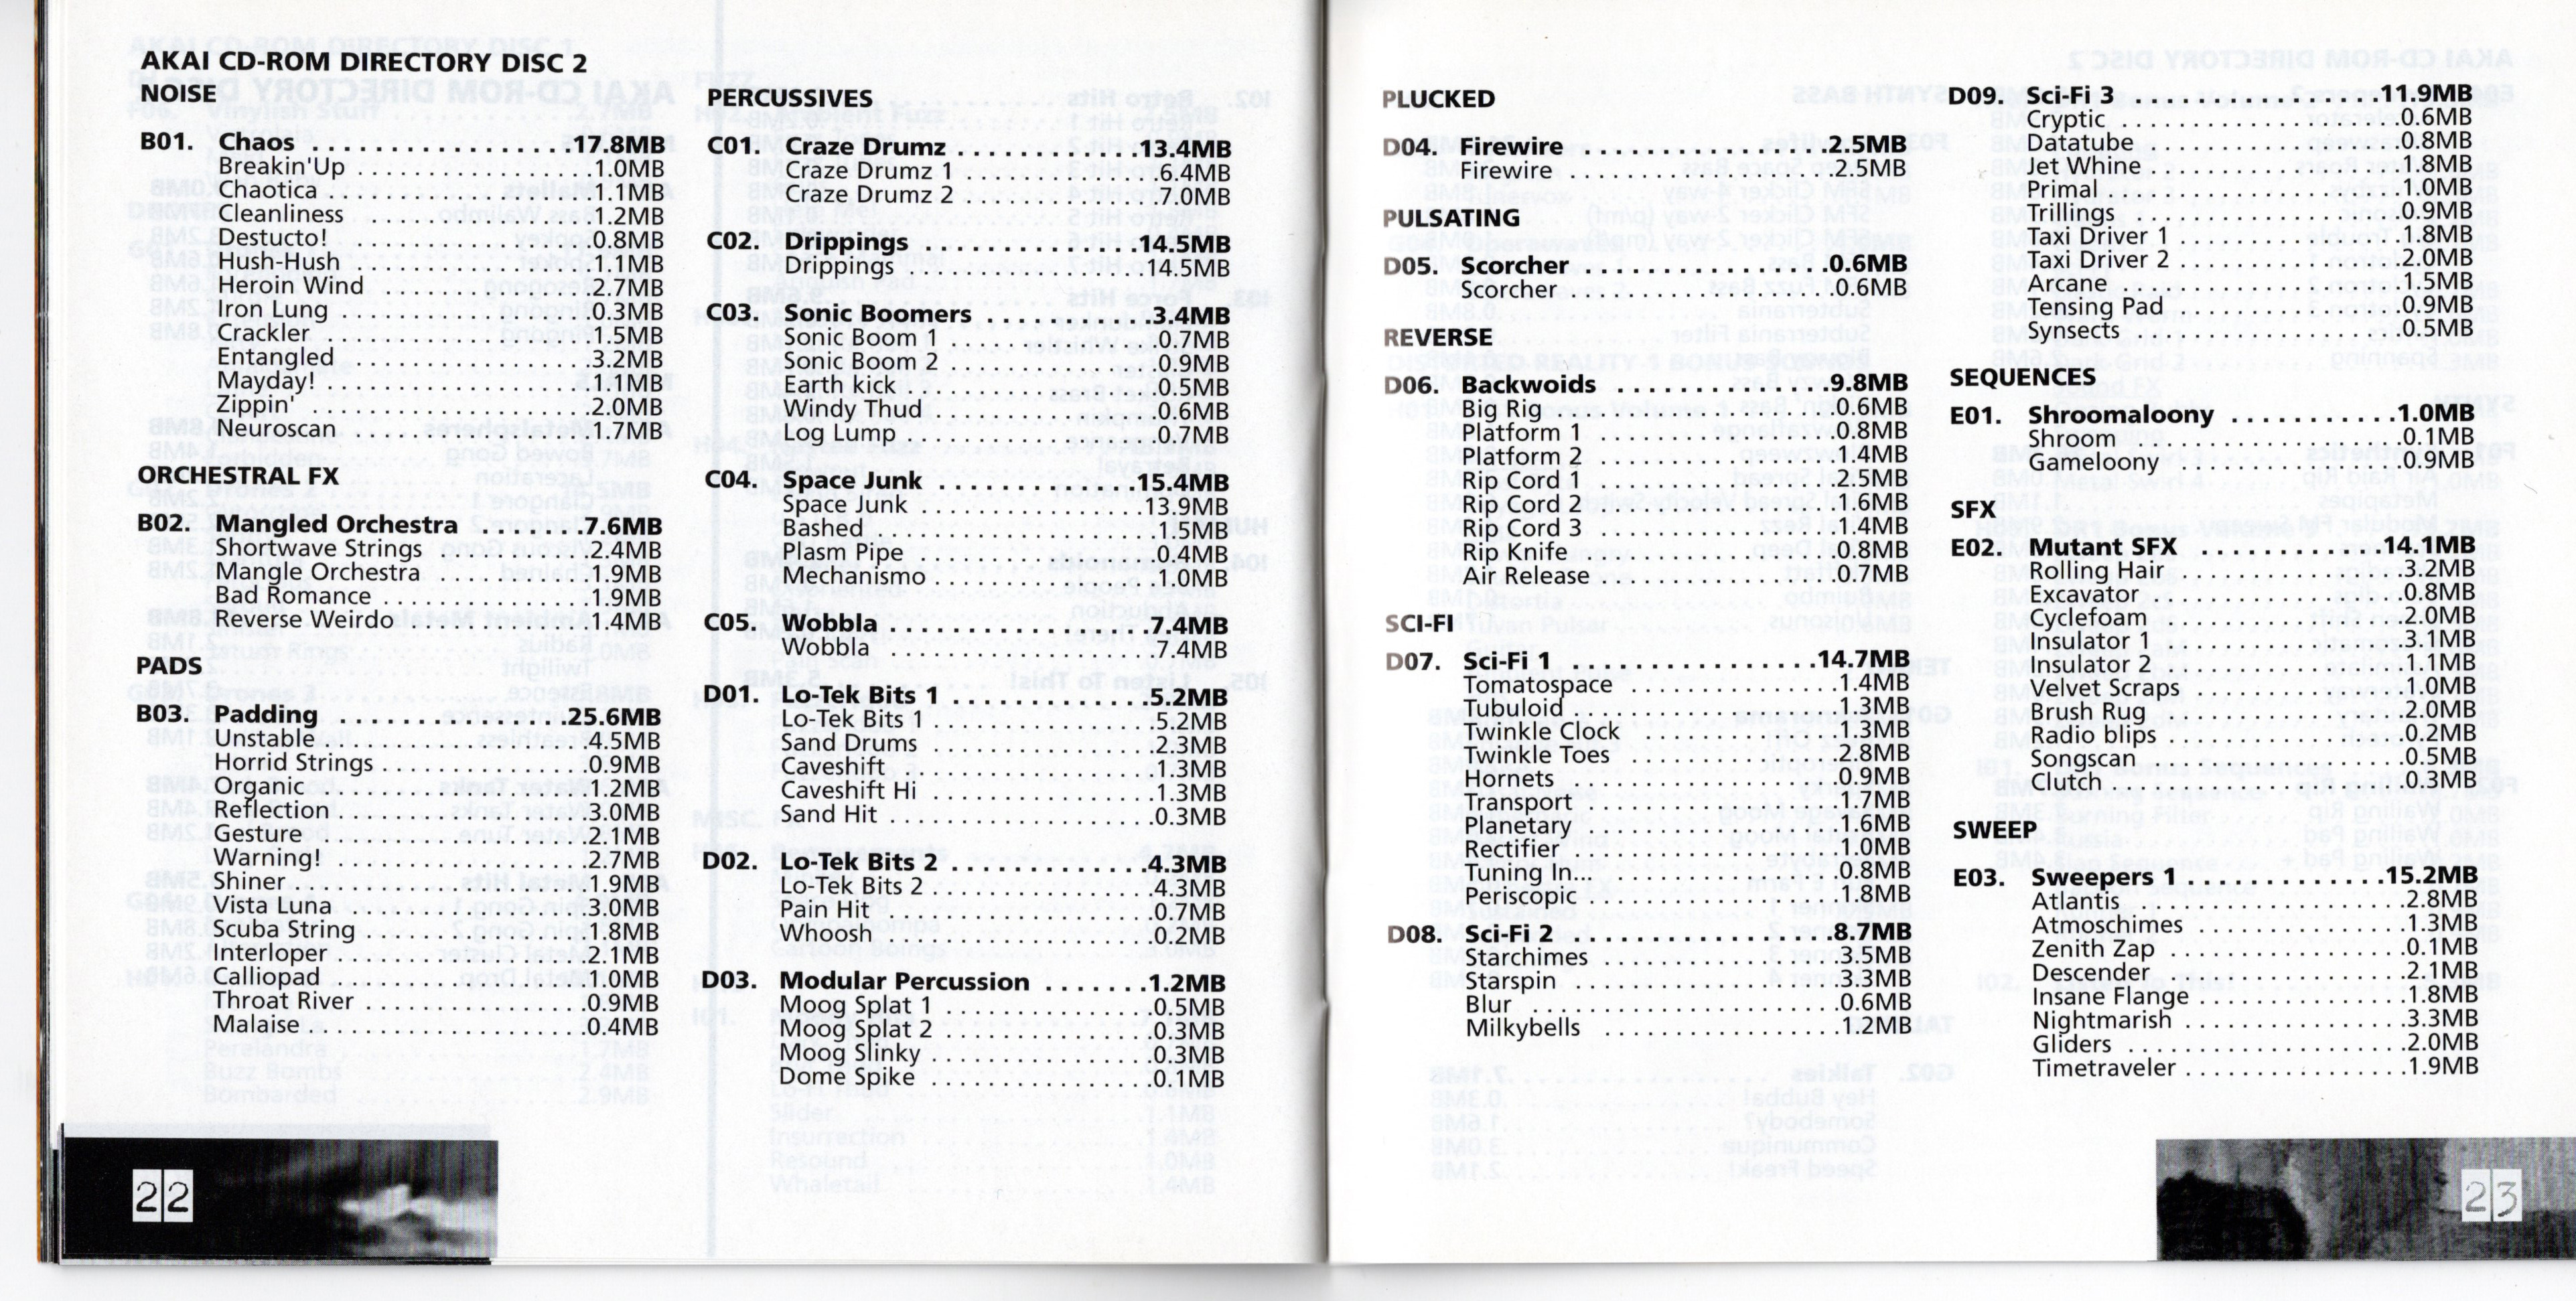 AKAI CD-ROM DIRECTORY DISC 2
NOISE
B01. Chaos 17.8MB
Breakin'Up 1.0MB
Chaotica 1.1MB
Cleanliness 1.2MB
Destucto! 0.8MB
Hush-Hush 1.1MB
Heroin Wind 2.7MB
Iron Lung 0.3MB
Crackler 1.5MB
Entangled 3.2MB
Mayday! 1.1MB
Zippin' 2.0MB
Neuroscan 1.7MB
ORCHESTRAL FX
B02. Mangled Orchestra 7.6MB
Shortwave Strings 2.4MB
Mangle Orchestra 1.9MB
Bad Romance 1.9MB
Reverse Weirdo 1.4MB
PADS
B03. Padding 25.6MB
Unstable 4.5MB
Horrid Strings 0.9MB
Organic 1.2MB
Reflection 3.0MB
Gesture 2.1MB
Warning! 2.7MB
Shiner 1.9MB
Vista Luna 3.0MB
Scuba String 1.8MB
Interloper 2.1MB
Calliopad 1.0MB
Throat River 0.9MB
Malaise 0.4MB
22
PERCUSSIVES
C01. Craze Drumz 13.4MB
Craze Drumz 1 6.4MB
Craze Drumz 2 7.0MB
C02. Drippings 14.5MB
Drippings 14.5MB
C03. Sonic Boomers 3.4MB
Sonic Boom 1 0.7MB
Sonic Boom 2 0.9MB
Earth kick 0.5MB
Windy Thud 0.6MB
Log Lump 0.7MB
C04. Space Junk 15.4MB
Space Junk 13.9MB
Bashed 1.5MB
Plasm Pipe 0.4MB
Mechanismo 1.0MB
C05. Wobbla 7.4MB
Wobbla 7.4MB
D01. Lo-Tek Bits 1 5.2MB
Lo-Tek Bits 1 5.2MB
Sand Drums 2.3MB
Caveshift 1.3MB
Caveshift Hi 1.3MB
Sand Hit 0.3MB
D02. Lo-Tek Bits 2 4.3MB
Lo-Tek Bits 2 4.3MB
Pain Hit 0.7MB
Whosh 0.2MB
D03. Modular Percussion 1.2MB
Moog Splat 1 0.5MB
Moog Splat 2 0.3MB
Moog Slinky 0.3MB
Dome Spike 0.1MB
PLUCKED
D04. Firewire 2.5MB
Firewire 2.5MB
PULSATING
D05. Scorcher 0.6MB
Scorcher 0.6MB
REVERSE
D06. Backwoids 9.8MB
Big Rig 0.6MB
Platform 1 0.8MB
Platform 2 1.4MB
Rip Cord 1 2.5MB
Rip Cord 2 1.6MB
Rip Cord 3 1.4MB
Rip Knife 0.8MB
Air Release 0.7MB
SCI-FI
D07. Sci-Fi 1 14.7MB
Tomatospace 1.4MB
Tubuloid 1.3MB
Twinkle Clock 1.3MB
Twinkle Toes 2.8MB
Hornets 0.9MB
Transport 1.7MB
Planetary 1.6MB
Rectifier 1.0MB
Tuning In... 0.8MB
Periscopic 1.8MB
D08. Sci-Fi 2 8.7MB
Starchimes 3.5MB
Starspin 3.3MB
Blur 0.6MB
Milkybells 1.2MB
D09. Sci-Fi 3 11.9MB
Cryptic 0.6MB
Datatube 0.8MB
Jet Whine 1.8MB
Primal 1.0MB
Trillings 0.9MB
Taxi Driver 1 1.8MB
Taxi Driver 2 2.0MB
Arcane 1.5MB
Tensing Pad 0.9MB
Synsects 0.5MB
SEQUENCES
E01. Shroomaloony 1.0MB
Shroom 0.1MB
Gameloony 0.9MB
SFX
E02. Mutant SFX 14.1MB
Rolling Hair 3.2MB
Excavator 0.8MB
Cyclefoam 2.0MB
Insulator 1 3.1MB
Insulator 2 1.1MB
Velvet Scraps 1.0MB
Brush Rug 2.0MB
Radio blips 0.2MB
Songscan 0.5MB
Clutch 0.3MB
SWEEP
E03. Sweepers 1 15.2MB
Atlantis 2.8MB
Atmoschimes 1.3MB
Zenith Zap 0.1MB
Descender 2.1MB
Insane Flange 1.8MB
Nightmarish 3.3MB
Gliders 2.0MB
Timetraveler 1.9MB
23